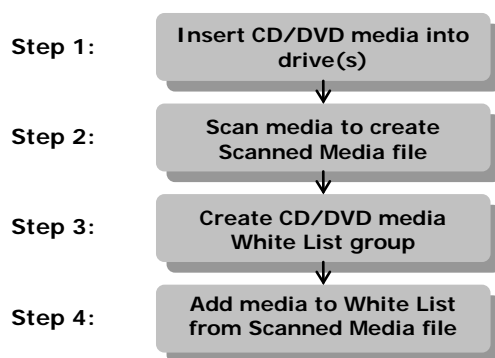 Step 1:
Insert CD/DVD media into
drive(s)
Step 2:
Scan media to create
Scanned Media file
Step 3:
Create CD/DVD media
White List group
Step 4:
Add media to White List
from Scanned Media file